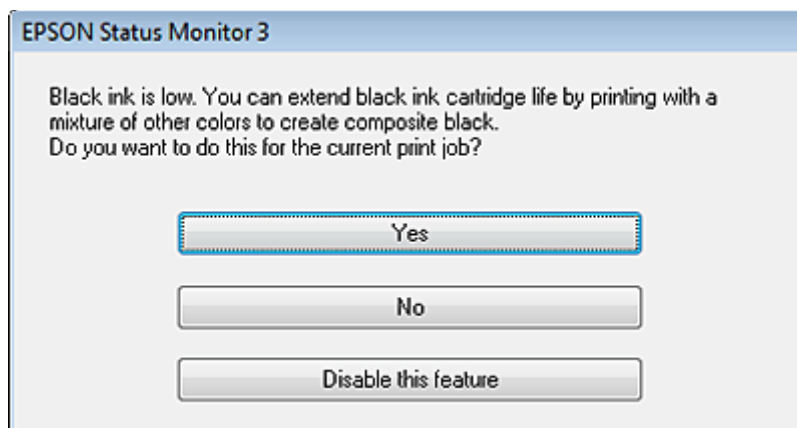 EPSON Status Monitor 3
Black ink is low. You can extend black ink cartridge life by printing with a
mixture of other colors to create composite black.
Do you want to do this for the current print job?
Yes
No
Disable this feature